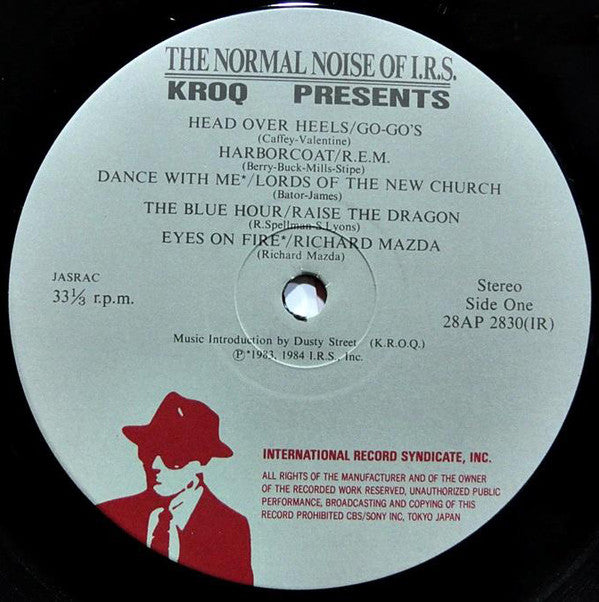 THE NORMAL NOISE OF I.R.S.
KROQ PRESENTS
HEAD OVER HEELS/GO-GO'S
(Caffey-Valentine)
HARBORCOAT/R.E.M.
(Berry-Buck-Mills-Stipe)
DANCE WITH ME*/LORDS OF THE NEW CHURCH
(Bator-James)
THE BLUE HOUR/RAISE THE DRAGON
(R.Spellman-S.Lyons)
EYES ON FIRE*/RICHARD MAZDA
(Richard Mazda)
JASRAC
33⅓ r.p.m.
Stereo
Side One
28AP 2830(IR)
Music Introduction by Dusty Street (K.R.O.Q.)
Ⓟ*1983, 1984 I.R.S., Inc.
INTERNATIONAL RECORD SYNDICATE, INC.
ALL RIGHTS OF THE MANUFACTURER AND OF THE OWNER
OF THE RECORDED WORK RESERVED, UNAUTHORIZED PUBLIC
PERFORMANCE, BROADCASTING AND COPYING OF THIS
RECORD PROHIBITED CBS/SONY INC, TOKYO JAPAN